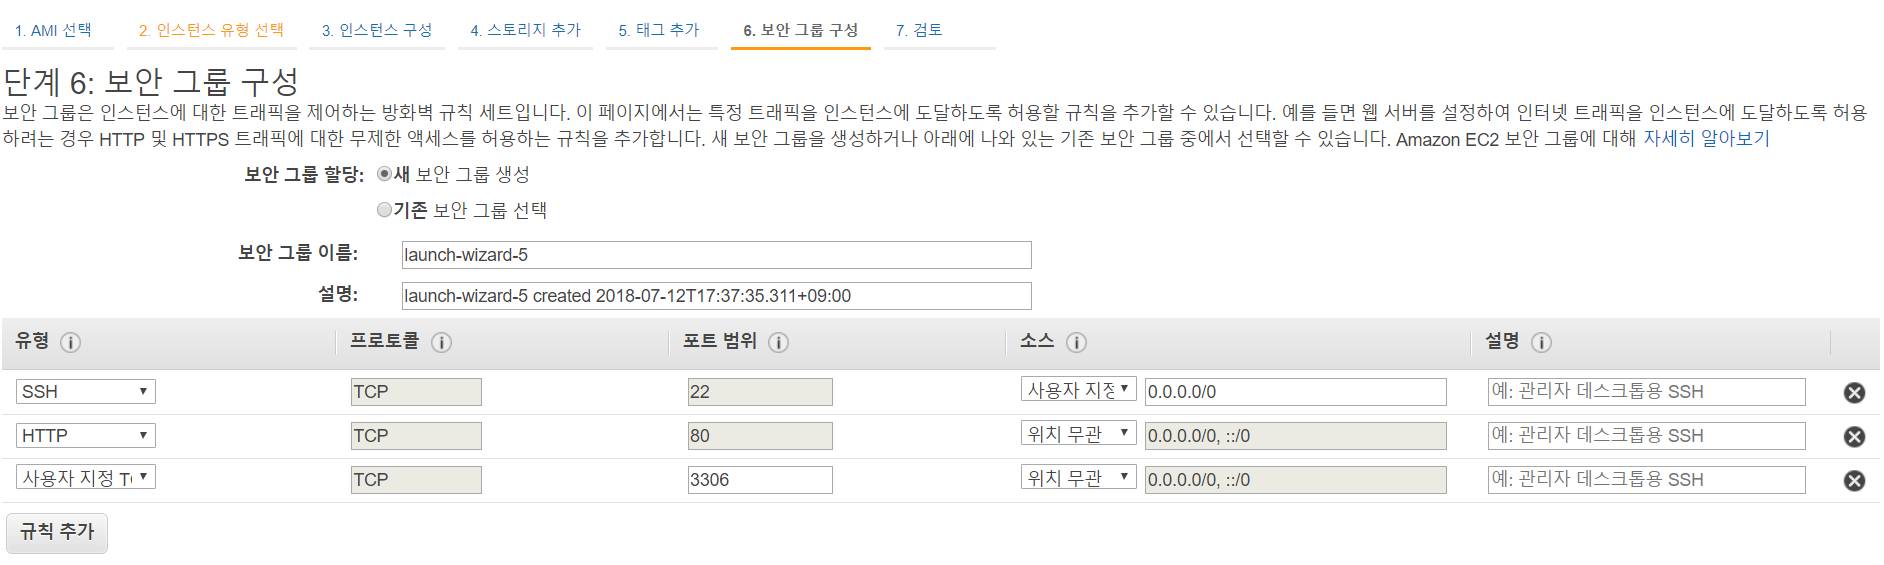 1. AMI 선택 2. 인스턴스 유형 선택 3. 인스턴스 구성 4. 스토리지 추가 5. 태그 추가 6. 보안 그룹 구성 7. 검토
단계 6: 보안 그룹 구성
보안 그룹은 인스턴스에 대한 트래픽을 제어하는 방화벽 규칙 세트입니다. 이 페이지에서는 특정 트래픽을 인스턴스에 도달하도록 허용할 규칙을 추가할 수 있습니다. 예를 들면 웹 서버를 설정하여 인터넷 트래픽을 인스턴스에 도달하도록 허용
하려는 경우 HTTP 및 HTTPS 트래픽에 대한 무제한 액세스를 허용하는 규칙을 추가합니다. 새 보안 그룹을 생성하거나 아래에 나와 있는 기존 보안 그룹 중에서 선택할 수 있습니다. Amazon EC2 보안 그룹에 대해 자세히 알아보기
보안 그룹 할당: 새 보안 그룹 생성
기존 보안 그룹 선택
보안 그룹 이름: launch-wizard-5
설명: launch-wizard-5 created 2018-07-12T17:37:35.311+09:00
유형 프로토콜 포트 범위 소스 설명
SSH TCP 22 사용자 지정 0.0.0.0/0 예: 관리자 데스크톱용 SSH
HTTP TCP 80 위치 무관 0.0.0.0/0, ::/0 예: 관리자 데스크톱용 SSH
사용자 지정 T TCP 3306 위치 무관 0.0.0.0/0, ::/0 예: 관리자 데스크톱용 SSH
규칙 추가